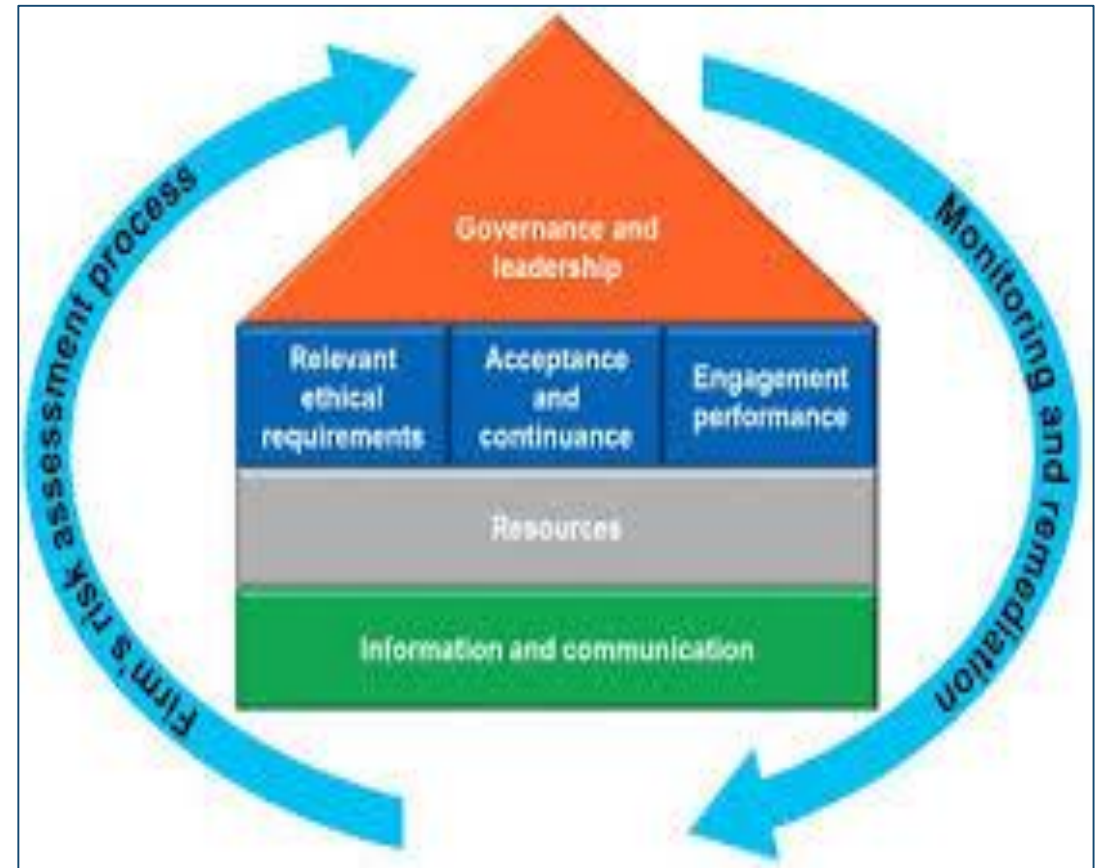 Governance and
leadership
Relevant
ethical
requirements
Acceptance
and
continuance
Engagement
performance
Resources
Information and communication
Firm's risk assessment process
Monitoring and remediation